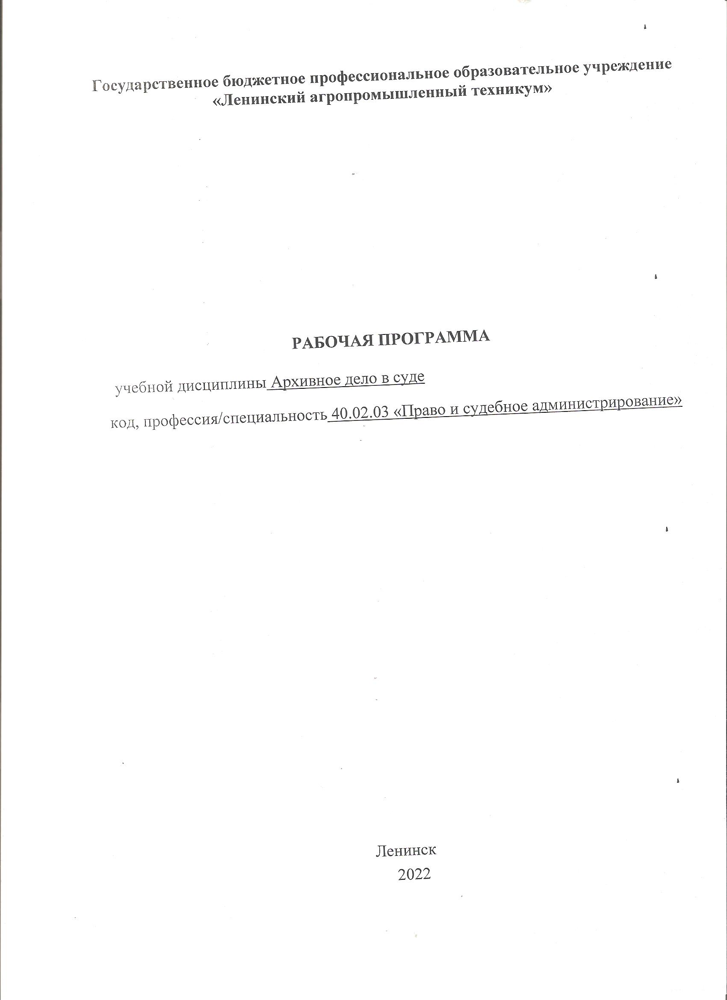 Государственное бюджетное профессиональное образовательное учреждение
«Ленинский агропромышленный техникум»
РАБОЧАЯ ПРОГРАММА
учебной дисциплины Архивное дело в суде
код, профессия/специальность 40.02.03 «Право и судебное администрирование»
Ленинск
2022